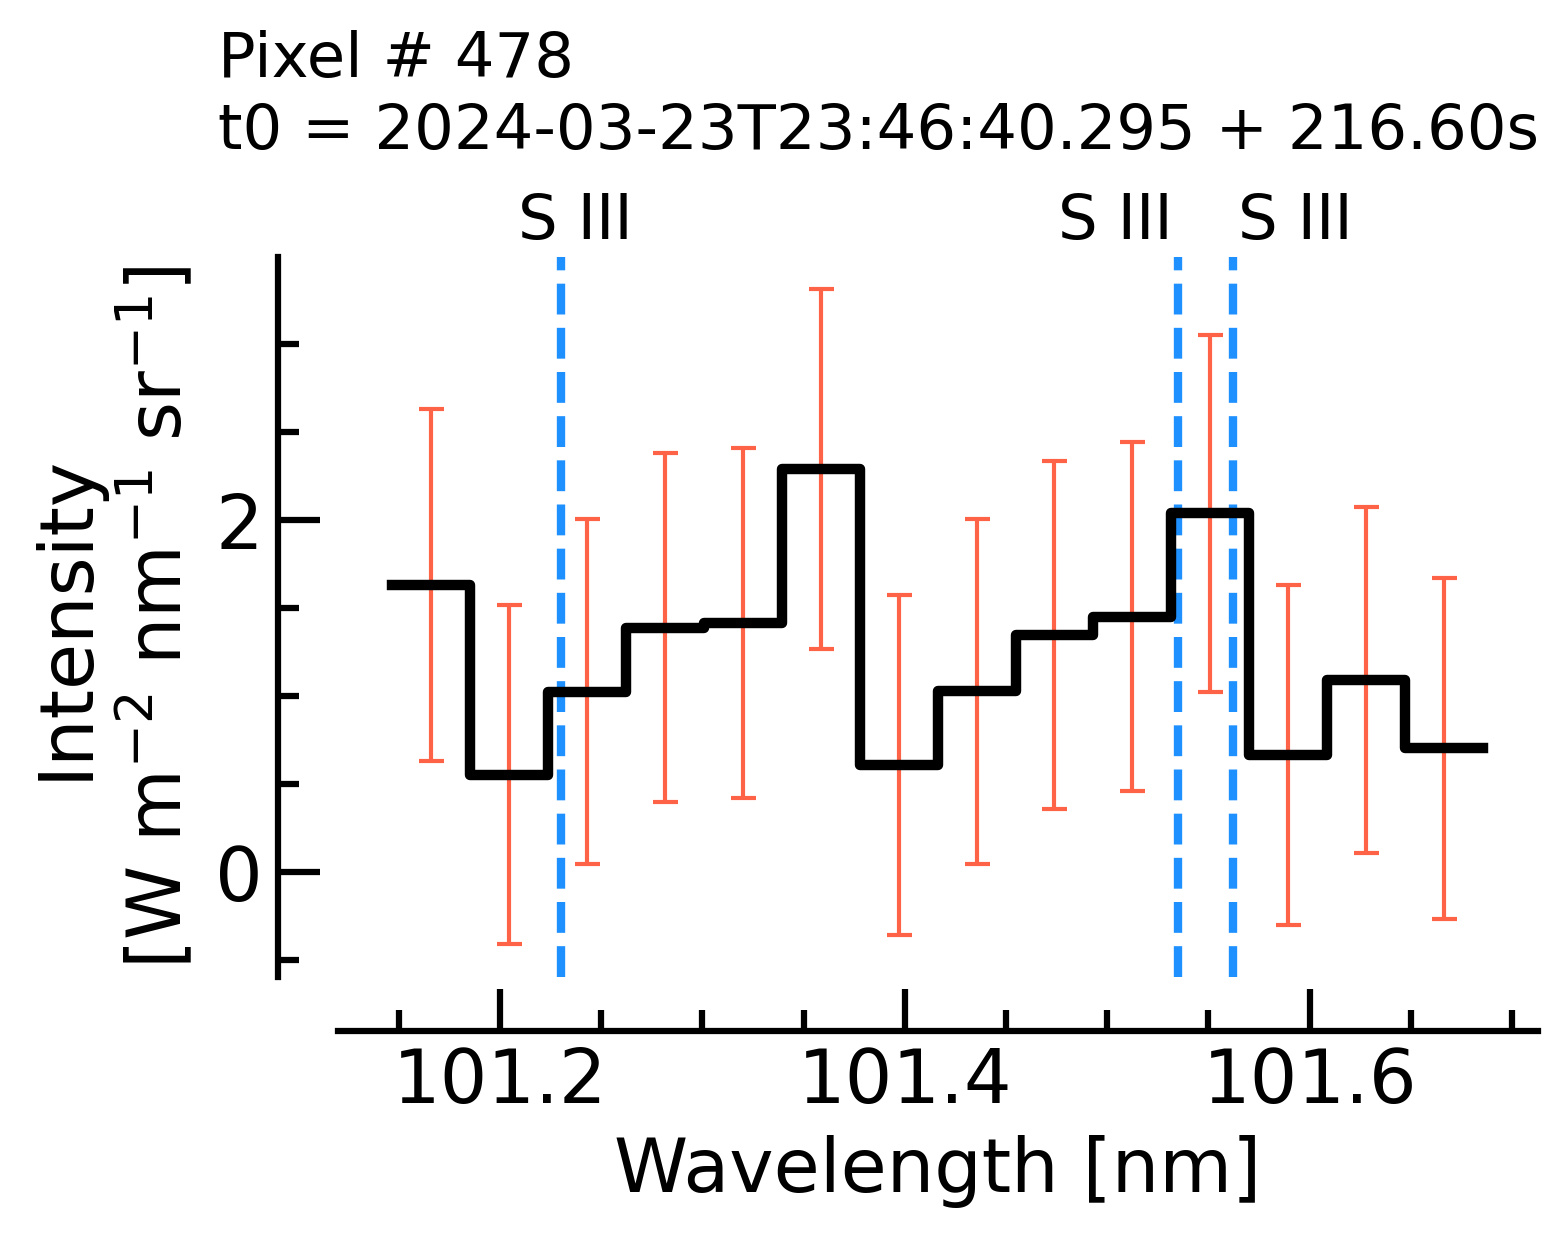 Pixel # 478
t0 = 2024-03-23T23:46:40.295 + 216.60s
S III S III S III
Intensity
[W m⁻² nm⁻¹ sr⁻¹]
2
0
101.2 101.4 101.6
Wavelength [nm]